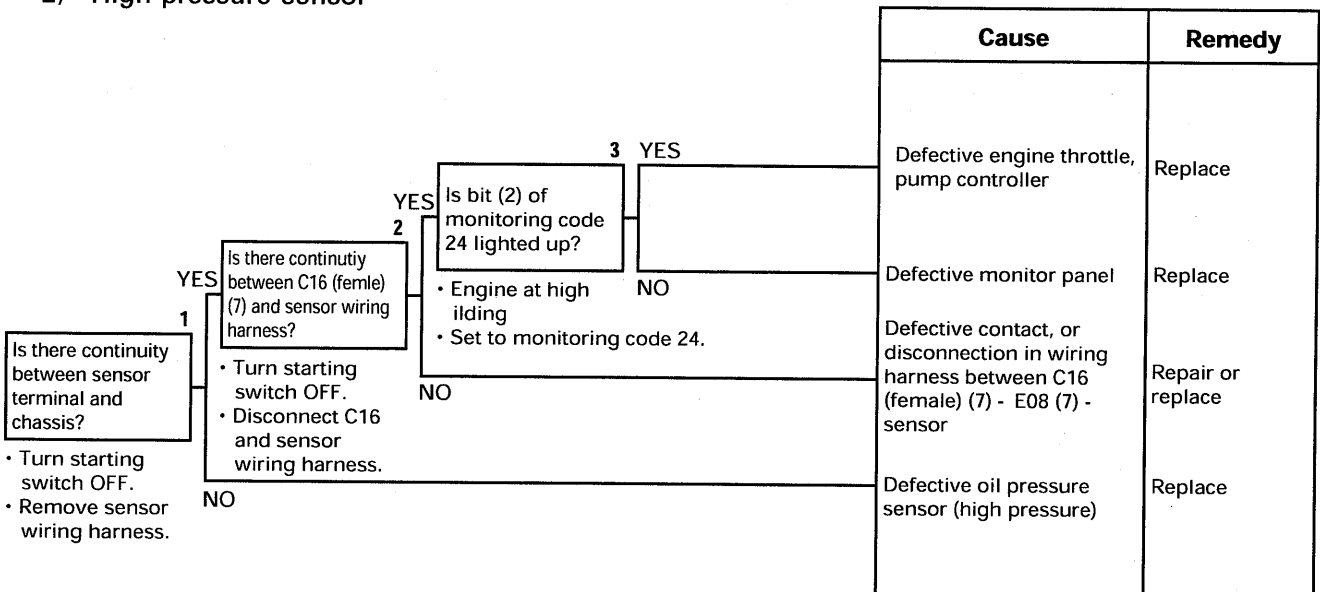 2) High pressure sensor
Cause
Remedy
3 YES
Defective engine throttle,
pump controller
Replace
YES
2
Is bit (2) of
monitoring code
24 lighted up?
NO
Defective monitor panel
Replace
· Engine at high
ilding
· Set to monitoring code 24.
YES
1
Is there continutiy
between C16 (femle)
(7) and sensor wiring
harness?
NO
Defective contact, or
disconnection in wiring
harness between C16
(female) (7) - E08 (7) -
sensor
Repair or
replace
· Turn starting
switch OFF.
· Disconnect C16
and sensor
wiring harness.
Is there continuity
between sensor
terminal and
chassis?
NO
Defective oil pressure
sensor (high pressure)
Replace
· Turn starting
switch OFF.
· Remove sensor
wiring harness.